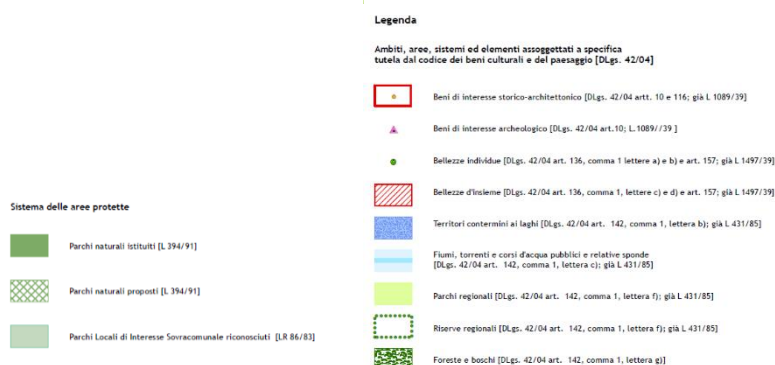 Sistema delle aree protette
Parchi naturali istituiti [L 394/91]
Parchi naturali proposti [L 394/91]
Parchi Locali di Interesse Sovracomunale riconosciuti [LR 86/83]
Legenda
Ambiti, aree, sistemi ed elementi assoggettati a specifica
tutela dal codice dei beni culturali e del paesaggio [DLgs. 42/04]
Beni di interesse storico-architettonico [DLgs. 42/04 artt. 10 e 116; già L 1089/39]
Beni di interesse archeologico [DLgs. 42/04 art.10; L.1089//39 ]
Bellezze individue [DLgs. 42/04 art. 136, comma 1 lettere a) e b) e art. 157; già L 1497/39]
Bellezze d'insieme [DLgs. 42/04 art. 136, comma 1, lettere c) e d) e art. 157; già L 1497/39]
Territori contermini ai laghi [DLgs. 42/04 art. 142, comma 1, lettera b); già L 431/85]
Fiumi, torrenti e corsi d'acqua pubblici e relative sponde
[DLgs. 42/04 art. 142, comma 1, lettera c); già L 431/85]
Parchi regionali [DLgs. 42/04 art. 142, comma 1, lettera f); già L 431/85]
Riserve regionali [DLgs. 42/04 art. 142, comma 1, lettera f); già L 431/85]
Foreste e boschi [DLgs. 42/04 art. 142, comma 1, lettera g)]